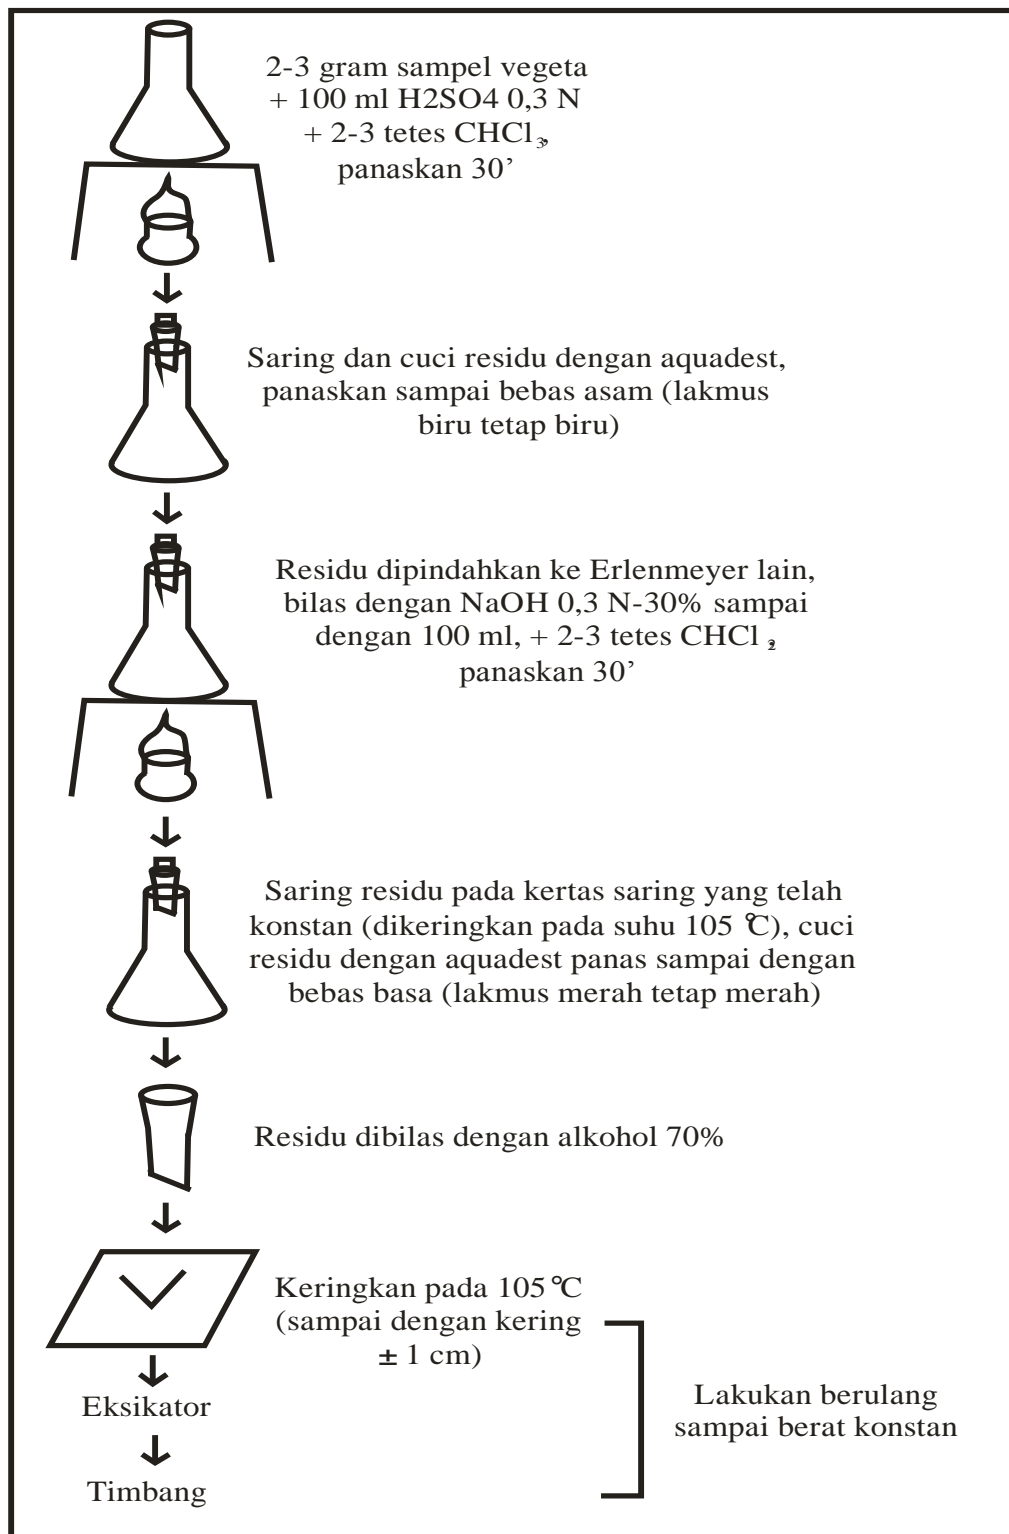 2-3 gram sampel vegeta
+ 100 ml H2SO4 0,3 N
+ 2-3 tetes CHCl₃,
panaskan 30’
Saring dan cuci residu dengan aquadest,
panaskan sampai bebas asam (lakmus
biru tetap biru)
Residu dipindahkan ke Erlenmeyer lain,
bilas dengan NaOH 0,3 N-30% sampai
dengan 100 ml, + 2-3 tetes CHCl₂,
panaskan 30’
Saring residu pada kertas saring yang telah
konstan (dikeringkan pada suhu 105 ℃), cuci
residu dengan aquadest panas sampai dengan
bebas basa (lakmus merah tetap merah)
Residu dibilas dengan alkohol 70%
Keringkan pada 105 ℃
(sampai dengan kering
± 1 cm)
Eksikator
Timbang
Lakukan berulang
sampai berat konstan